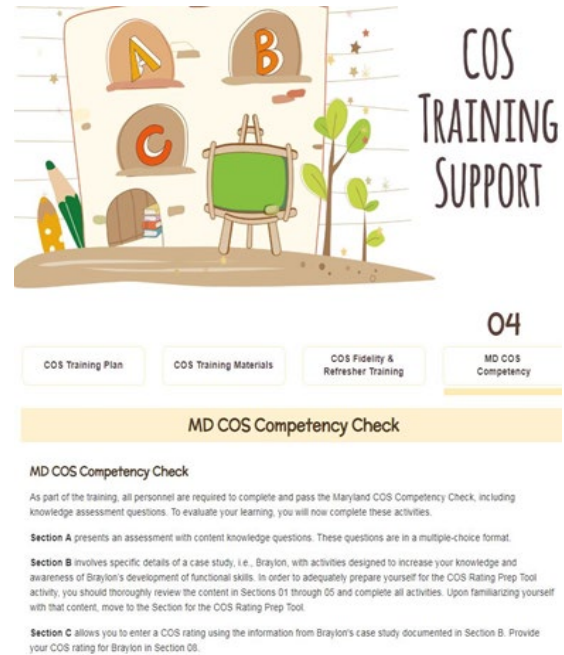 A
B
C
COS
TRAINING
SUPPORT
04
COS Training Plan
COS Training Materials
COS Fidelity &
Refresher Training
MD COS
Competency
MD COS Competency Check
MD COS Competency Check
As part of the training, all personnel are required to complete and pass the Maryland COS Competency Check, including
knowledge assessment questions. To evaluate your learning, you will now complete these activities.
Section A presents an assessment with content knowledge questions. These questions are in a multiple-choice format.
Section B involves specific details of a case study, i.e., Braylon, with activities designed to increase your knowledge and
awareness of Braylon's development of functional skills. In order to adequately prepare yourself for the COS Rating Prep Tool
activity, you should thoroughly review the content in Sections 01 through 05 and complete all activities. Upon familiarizing yourself
with that content, move to the Section for the COS Rating Prep Tool.
Section C allows you to enter a COS rating using the information from Braylon's case study documented in Section B. Provide
your COS rating for Braylon in Section 08.